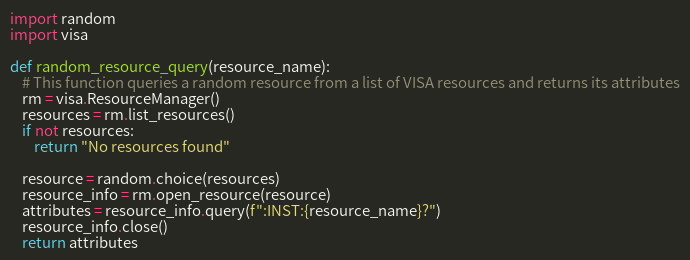 import random
import visa

def random_resource_query(resource_name):
    # This function queries a random resource from a list of VISA resources and returns its attributes
    rm = visa.ResourceManager()
    resources = rm.list_resources()
    if not resources:
        return "No resources found"

    resource = random.choice(resources)
    resource_info = rm.open_resource(resource)
    attributes = resource_info.query(f":INST:{resource_name}?")
    resource_info.close()
    return attributes